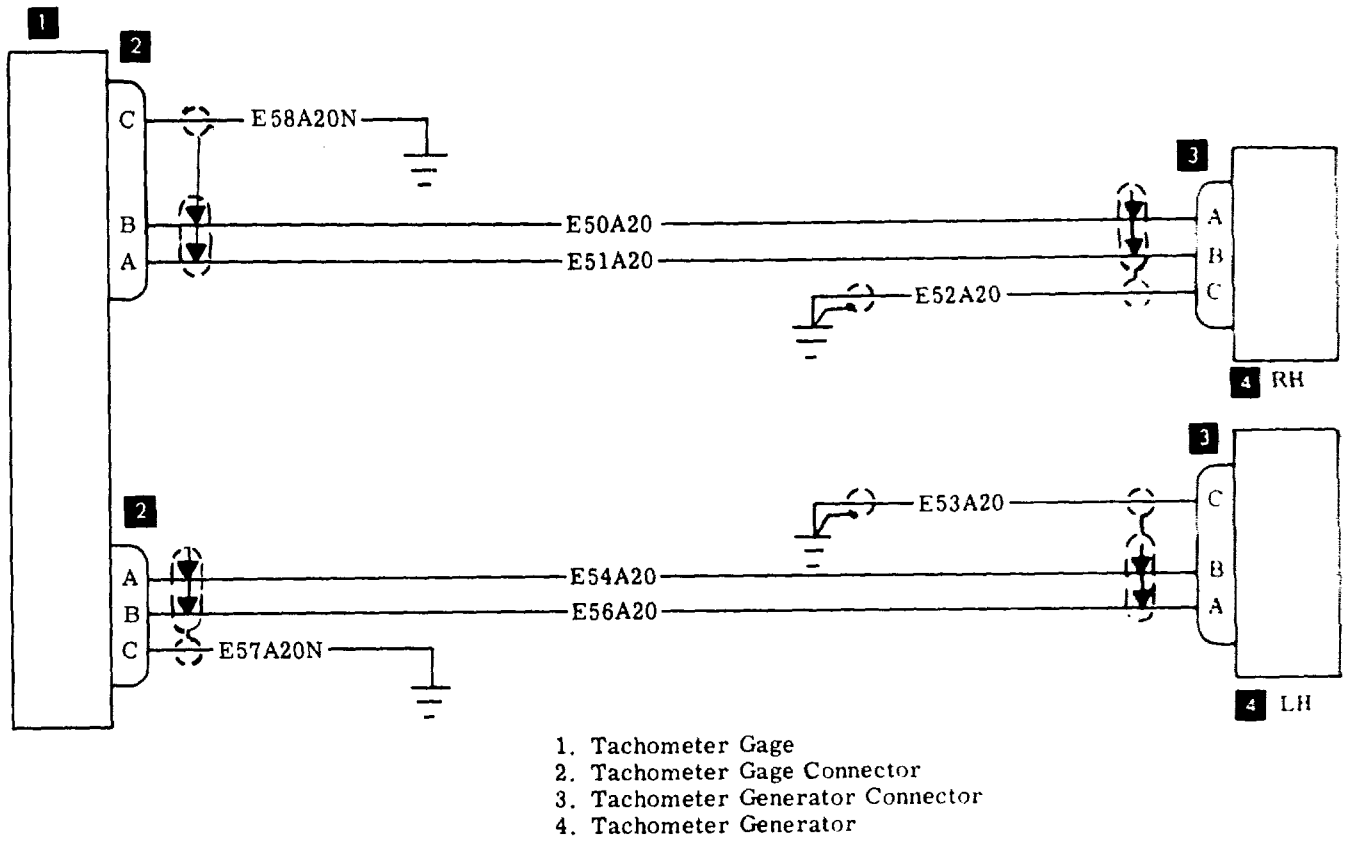 1
2
C E58A20N
3
B E50A20 A
A E51A20 B
E52A20 C
4 RH
3
2
E53A20 C
A E54A20 B
B E56A20 A
C E57A20N
4 LH
1. Tachometer Gage
2. Tachometer Gage Connector
3. Tachometer Generator Connector
4. Tachometer Generator